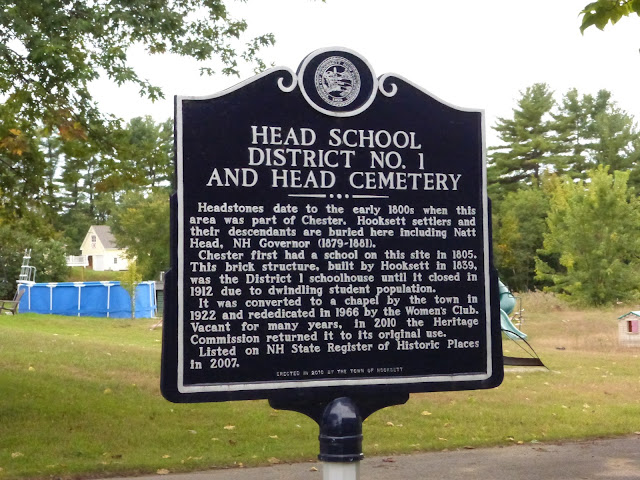 HEAD SCHOOL
DISTRICT NO. 1
AND HEAD CEMETERY
Headstones date to the early 1800s when this
area was part of Chester. Hooksett settlers and
their descendants are buried here including Natt
Head, NH Governor (1879-1881).
Chester first had a school on this site in 1805.
This brick structure, built by Hooksett in 1839,
was the District 1 schoolhouse until it closed in
1912 due to dwindling student population.
It was converted to a chapel by the town in
1922 and rededicated in 1966 by the Women's Club.
Vacant for many years, in 2010 the Heritage
Commission returned it to its original use.
Listed on NH State Register of Historic Places
in 2007.
ERECTED IN 2010 BY THE TOWN OF HOOKSETT